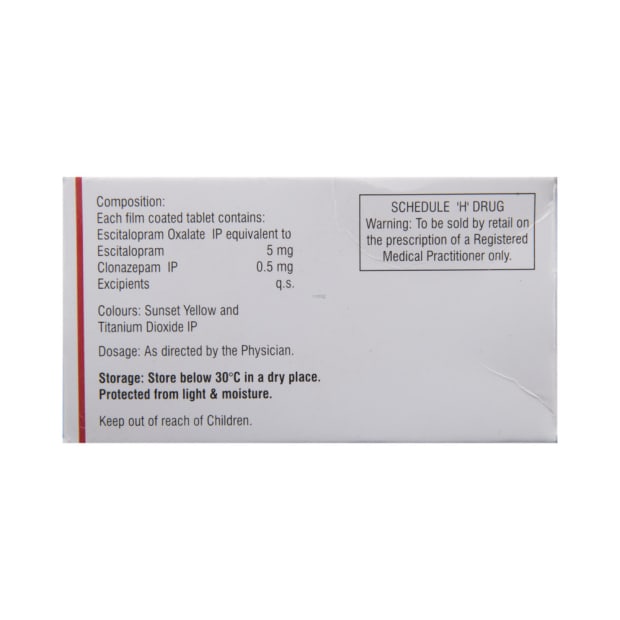 Composition:
Each film coated tablet contains:
Escitalopram Oxalate IP equivalent to
Escitalopram 5 mg
Clonazepam IP 0.5 mg
Excipients q.s.
Colours: Sunset Yellow and
Titanium Dioxide IP
Dosage: As directed by the Physician.
Storage: Store below 30°C in a dry place.
Protected from light & moisture.
Keep out of reach of Children.
SCHEDULE 'H' DRUG
Warning: To be sold by retail on
the prescription of a Registered
Medical Practitioner only.